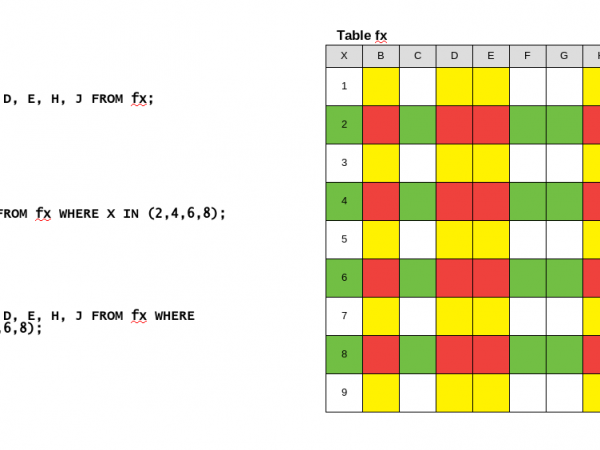 Table fx
X B C D E F G
D, E, H, J FROM fx;
1
2
3
4
FROM fx WHERE X IN (2,4,6,8);
5
6
7
D, E, H, J FROM fx WHERE
,6,8);
8
9